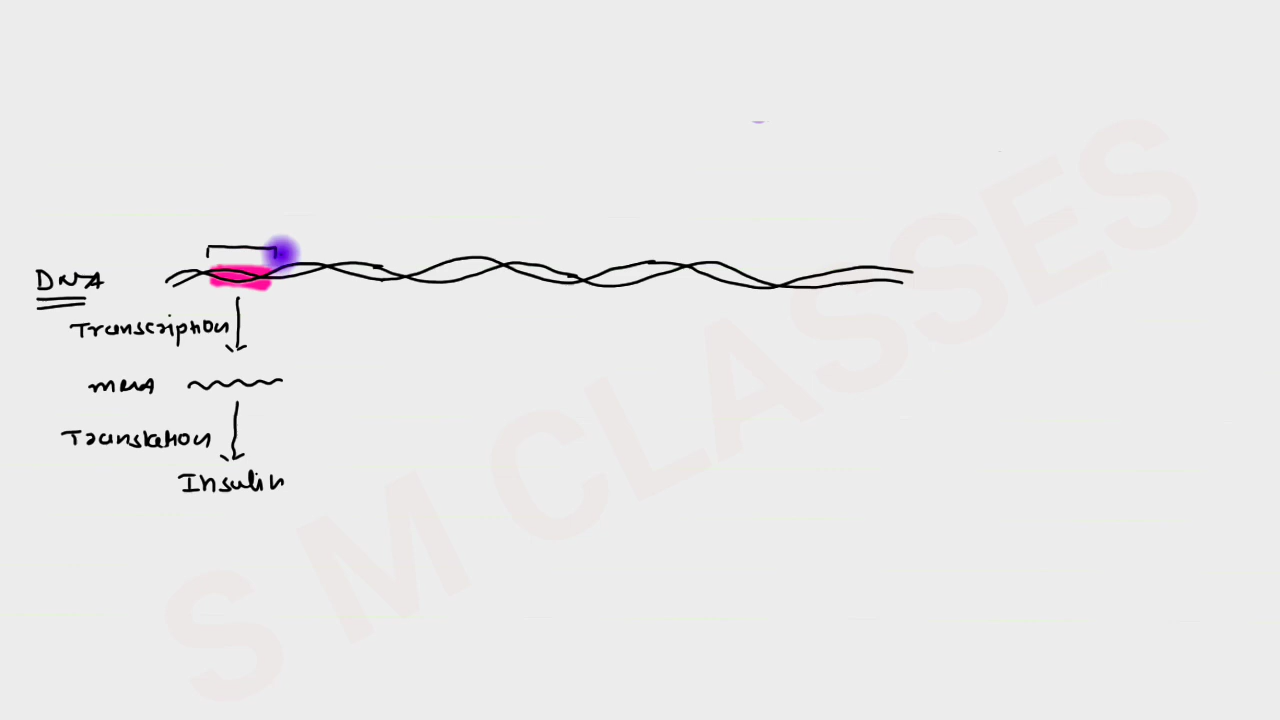 DNA
Transcription
mRNA
Translation
Insulin
S M CLASSES